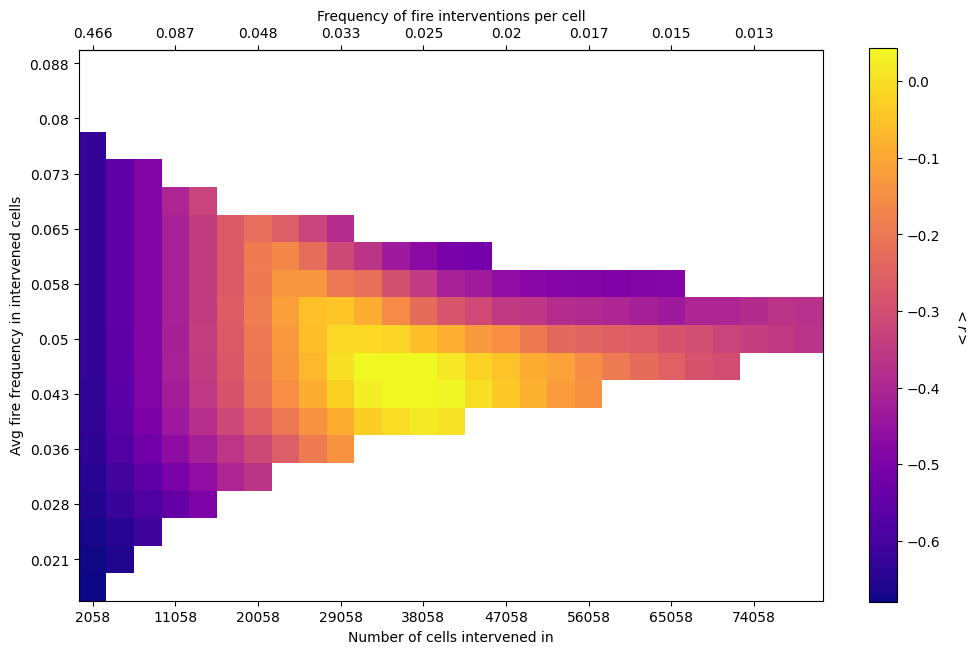 Frequency of fire interventions per cell
0.466 0.087 0.048 0.033 0.025 0.02 0.017 0.015 0.013
Avg fire frequency in intervened cells
0.088
0.08
0.073
0.065
0.058
0.05
0.043
0.036
0.028
0.021
2058 11058 20058 29058 38058 47058 56058 65058 74058
Number of cells intervened in
0.0
−0.1
−0.2
−0.3
−0.4
−0.5
−0.6
< r >